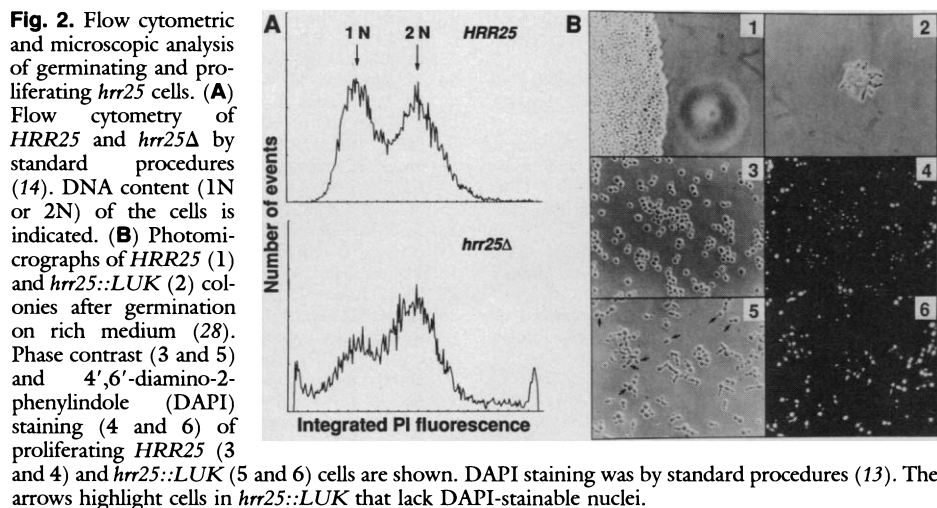 Fig. 2. Flow cytometric
and microscopic analysis
of germinating and pro-
liferating hrr25 cells. (A)
Flow cytometry of
HRR25 and hrr25Δ by
standard procedures
(14). DNA content (1N
or 2N) of the cells is
indicated. (B) Photomi-
crographs of HRR25 (1)
and hrr25::LUK (2) col-
onies after germination
on rich medium (28).
Phase contrast (3 and 5)
and 4′,6′-diamino-2-
phenylindole (DAPI)
staining (4 and 6) of
proliferating HRR25 (3
and 4) and hrr25::LUK (5 and 6) cells are shown. DAPI staining was by standard procedures (13). The
arrows highlight cells in hrr25::LUK that lack DAPI-stainable nuclei.
A
1 N 2 N HRR25
Number of events
hrr25Δ
Integrated PI fluorescence
B
1
2
3
4
5
6